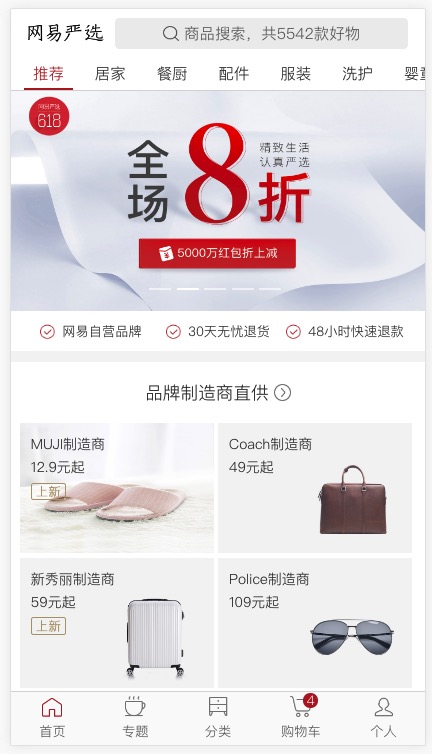 网易严选
商品搜索，共5542款好物
推荐 居家 餐厨 配件 服装 洗护 婴童
网易严选
618
全场
8折
精致生活
认真严选
5000万红包折上减
网易自营品牌 30天无忧退货 48小时快速退款
品牌制造商直供
MUJI制造商
12.9元起
上新
Coach制造商
49元起
新秀丽制造商
59元起
上新
Police制造商
109元起
4
首页 专题 分类 购物车 个人